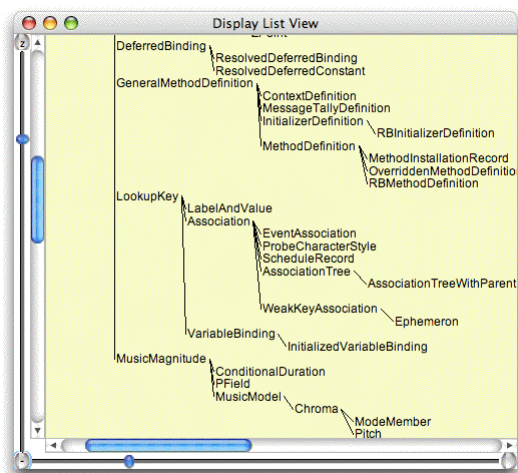 Display List View
z
DeferredBinding
ResolvedDeferredBinding
ResolvedDeferredConstant
GeneralMethodDefinition
ContextDefinition
MessageTallyDefinition
InitializerDefinition
RBInitializerDefinition
MethodDefinition
MethodInstallationRecord
OverriddenMethodDefinitio
RBMethodDefinition
LookupKey
LabelAndValue
Association
EventAssociation
ProbeCharacterStyle
ScheduleRecord
AssociationTree
AssociationTreeWithParent
WeakKeyAssociation
Ephemeron
VariableBinding
InitializedVariableBinding
MusicMagnitude
ConditionalDuration
PField
MusicModel
Chroma
ModeMember
Pitch